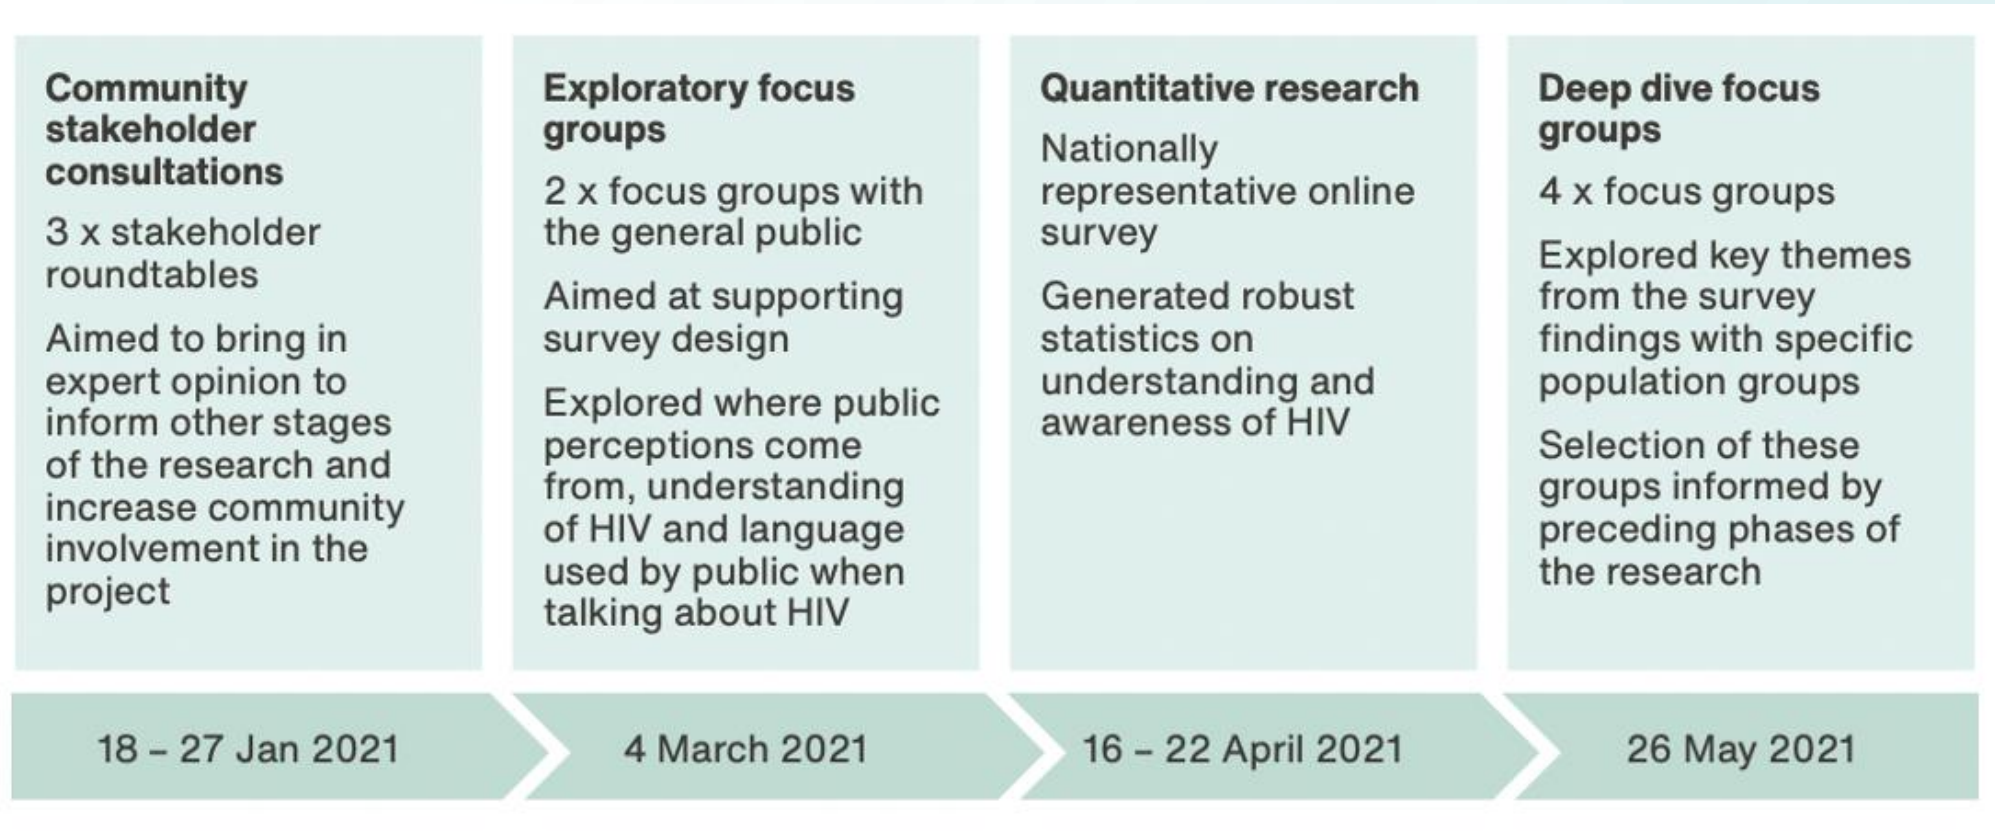 Community
stakeholder
consultations
3 x stakeholder
roundtables
Aimed to bring in
expert opinion to
inform other stages
of the research and
increase community
involvement in the
project
Exploratory focus
groups
2 x focus groups with
the general public
Aimed at supporting
survey design
Explored where public
perceptions come
from, understanding
of HIV and language
used by public when
talking about HIV
Quantitative research
Nationally
representative online
survey
Generated robust
statistics on
understanding and
awareness of HIV
Deep dive focus
groups
4 x focus groups
Explored key themes
from the survey
findings with specific
population groups
Selection of these
groups informed by
preceding phases of
the research
18 – 27 Jan 2021
4 March 2021
16 – 22 April 2021
26 May 2021